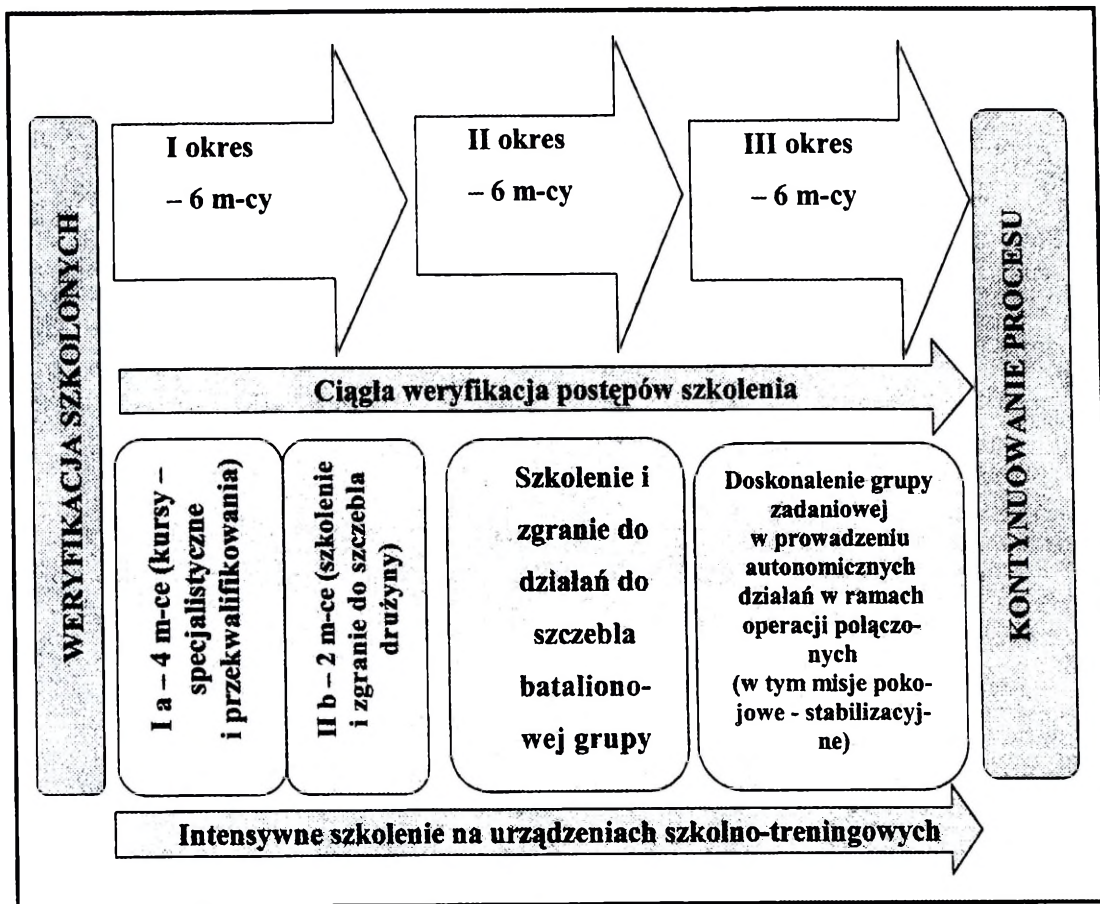 WERYFIKACJA SZKOLONYCH
I okres
– 6 m-cy
II okres
– 6 m-cy
III okres
– 6 m-cy
Ciągła weryfikacja postępów szkolenia
I a – 4 m-ce (kursy –
specjalistyczne
i przekwalifikowania)
II b – 2 m-ce (szkolenie
i zgranie do szczebla
drużyny)
Szkolenie i
zgranie do
działań do
szczebla
bataliono-
wej grupy
Doskonalenie grupy
zadaniowej
w prowadzeniu
autonomicznych
działań w ramach
operacji połączo-
nych
(w tym misje poko-
jowe - stabilizacyj-
ne)
Intensywne szkolenie na urządzeniach szkolno-treningowych
KONTYNUOWANIE PROCESU